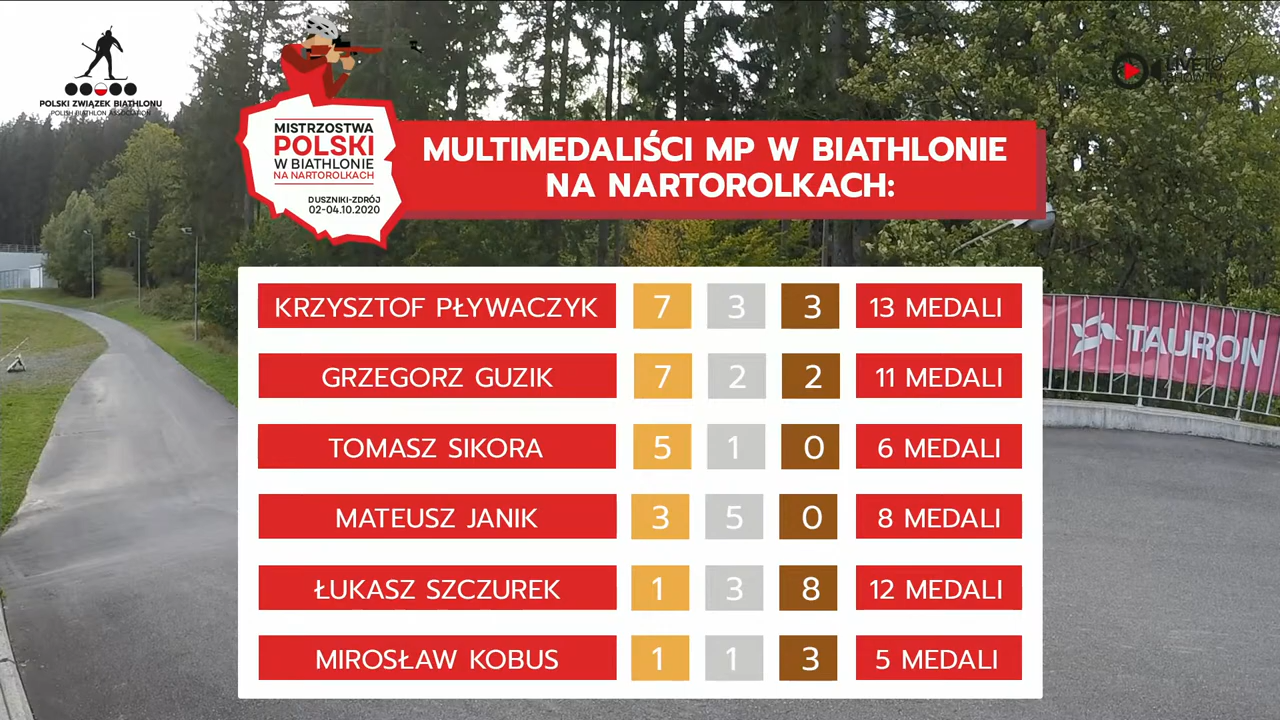 POLSKI ZWIĄZEK BIATHLONU
POLISH BIATHLON ASSOCIATION
MISTRZOSTWA
POLSKI
W BIATHLONIE
NA NARTOROLKACH
DUSZNIKI-ZDRÓJ
02-04.10.2020
MULTIMEDALIŚCI MP W BIATHLONIE
NA NARTOROLKACH:
KRZYSZTOF PŁYWACZYK 7 3 3 13 MEDALI
GRZEGORZ GUZIK 7 2 2 11 MEDALI
TOMASZ SIKORA 5 1 0 6 MEDALI
MATEUSZ JANIK 3 5 0 8 MEDALI
ŁUKASZ SZCZUREK 1 3 8 12 MEDALI
MIROSŁAW KOBUS 1 1 3 5 MEDALI
TAURON